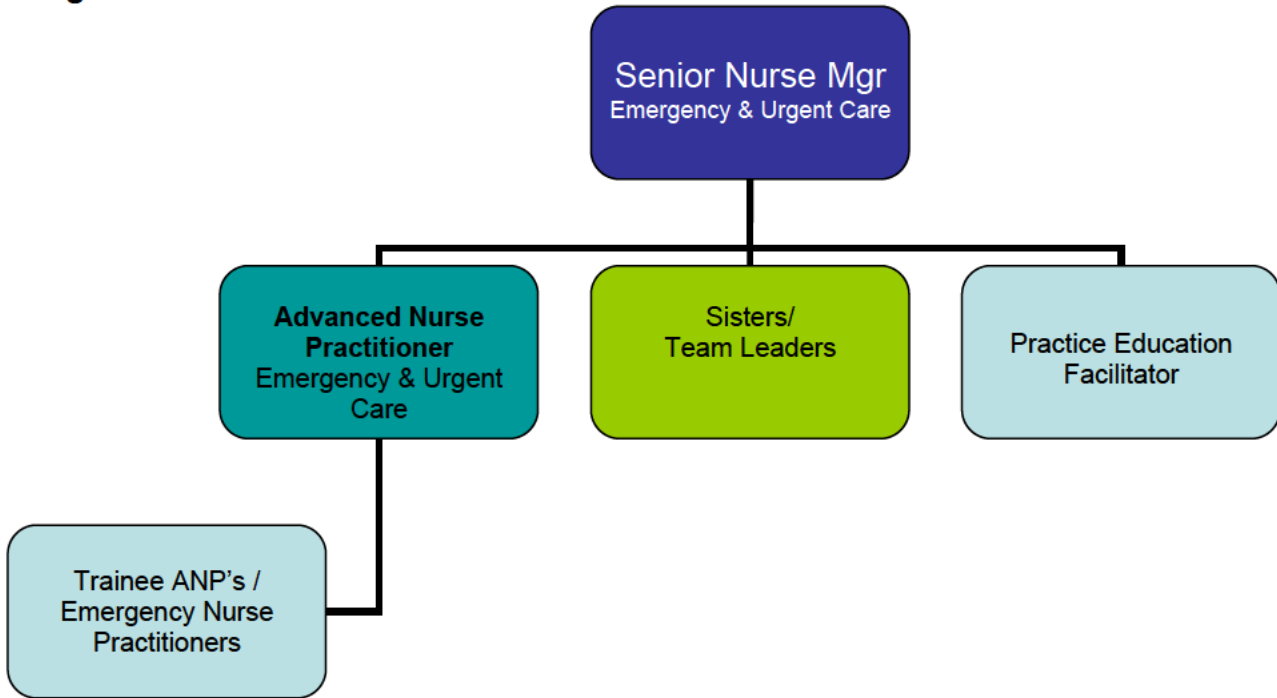 Senior Nurse Mgr
Emergency & Urgent Care
Advanced Nurse
Practitioner
Emergency & Urgent
Care
Sisters/
Team Leaders
Practice Education
Facilitator
Trainee ANP's /
Emergency Nurse
Practitioners